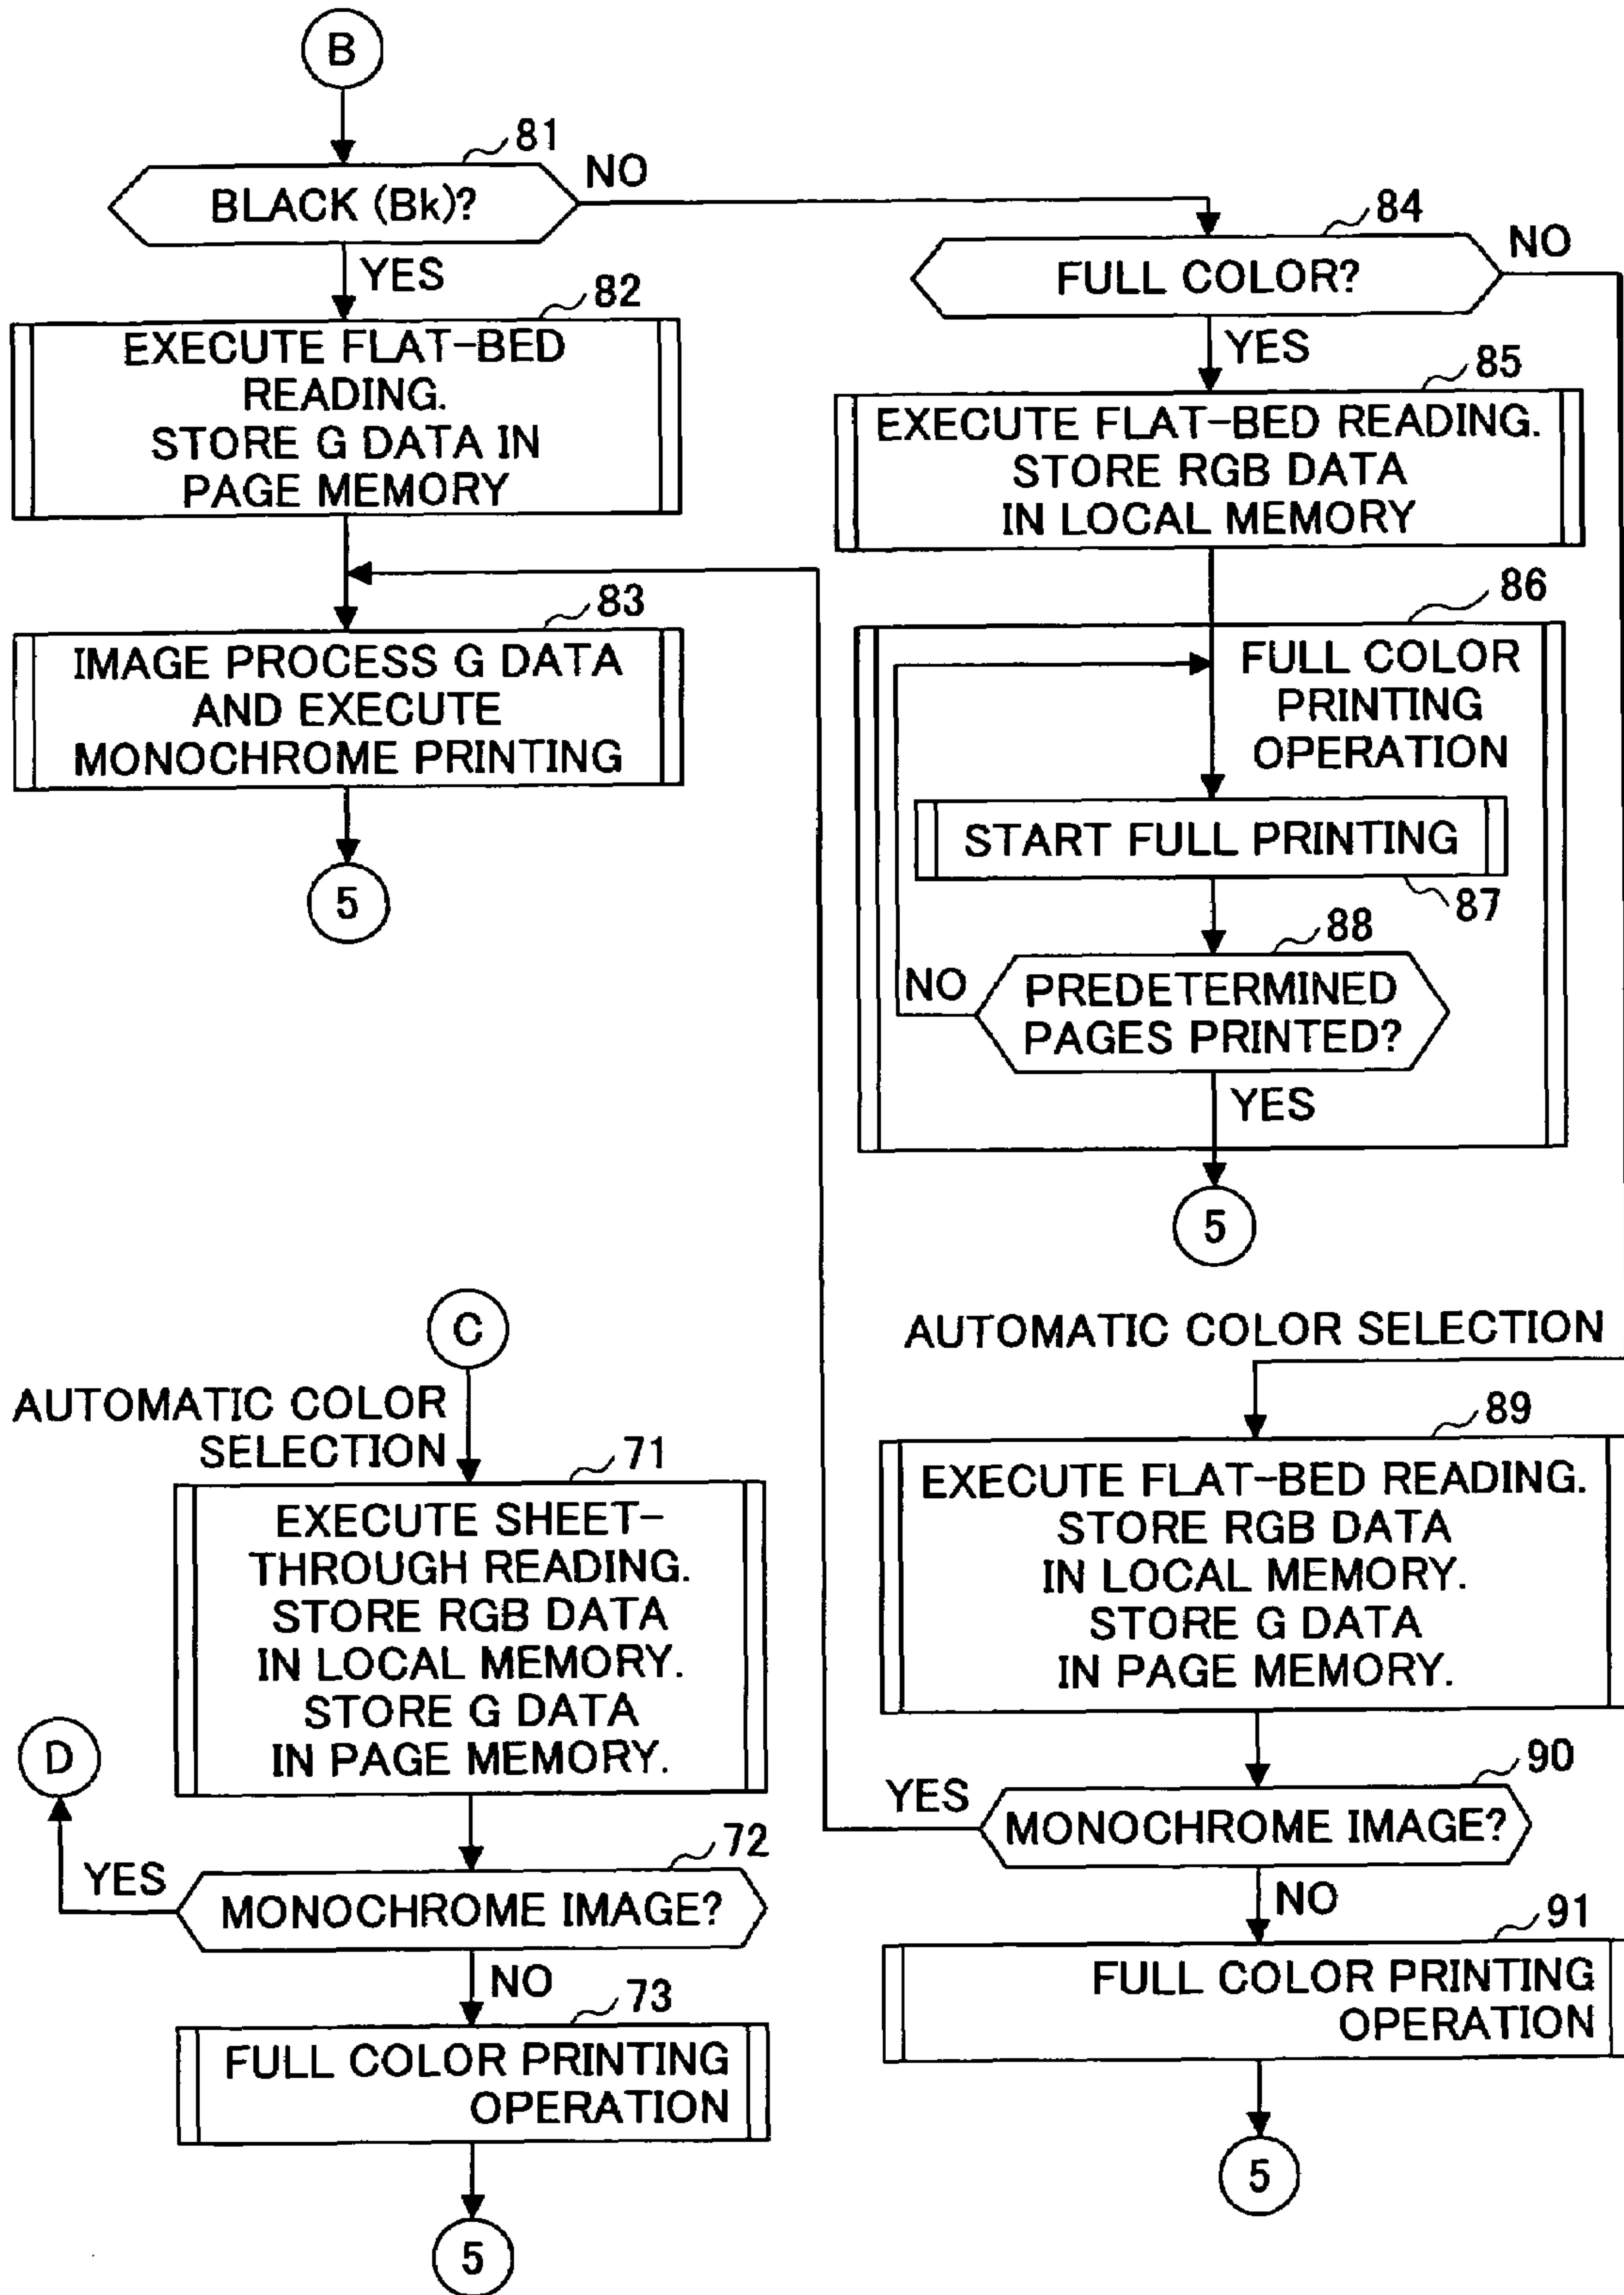 B
81
BLACK (Bk)?
NO
YES
82
EXECUTE FLAT-BED
READING.
STORE G DATA IN
PAGE MEMORY
83
IMAGE PROCESS G DATA
AND EXECUTE
MONOCHROME PRINTING
5
84
FULL COLOR?
NO
YES
85
EXECUTE FLAT-BED READING.
STORE RGB DATA
IN LOCAL MEMORY
86
FULL COLOR
PRINTING
OPERATION
START FULL PRINTING
87
88
PREDETERMINED
PAGES PRINTED?
NO
YES
5
C
AUTOMATIC COLOR
SELECTION
71
EXECUTE SHEET-
THROUGH READING.
STORE RGB DATA
IN LOCAL MEMORY.
STORE G DATA
IN PAGE MEMORY.
D
YES
72
MONOCHROME IMAGE?
NO
73
FULL COLOR PRINTING
OPERATION
5
AUTOMATIC COLOR SELECTION
89
EXECUTE FLAT-BED READING.
STORE RGB DATA
IN LOCAL MEMORY.
STORE G DATA
IN PAGE MEMORY.
90
YES
MONOCHROME IMAGE?
NO
91
FULL COLOR PRINTING
OPERATION
5